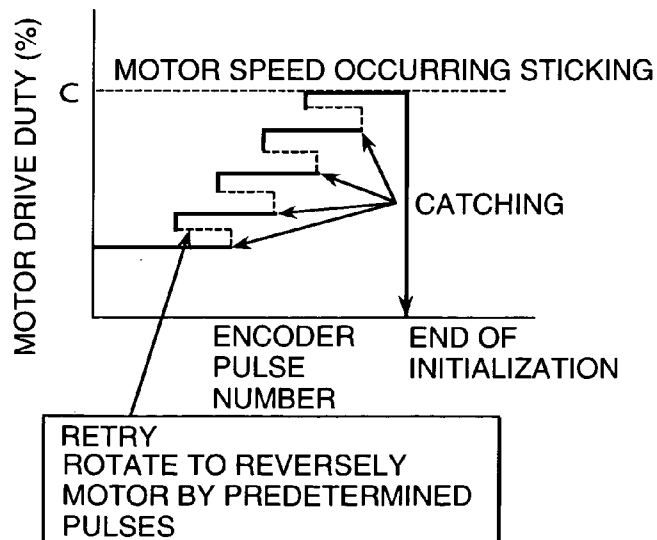 MOTOR DRIVE DUTY (%)
C
MOTOR SPEED OCCURRING STICKING
CATCHING
ENCODER
PULSE
NUMBER
END OF
INITIALIZATION
RETRY
ROTATE TO REVERSELY
MOTOR BY PREDETERMINED
PULSES